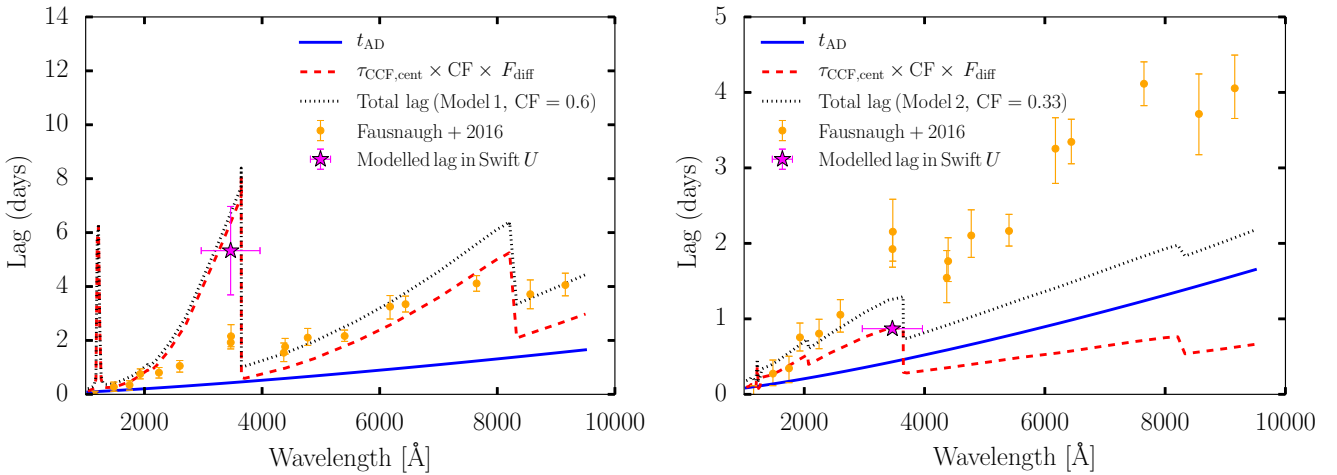 14
12
10
8
6
4
2
0
2000
4000
6000
8000
10000
Lag (days)
Wavelength [Å]
t_AD
τ_CCF,cent × CF × F_diff
Total lag (Model 1, CF = 0.6)
Fausnaugh + 2016
Modelled lag in Swift U
5
4
3
2
1
0
2000
4000
6000
8000
10000
Lag (days)
Wavelength [Å]
t_AD
τ_CCF,cent × CF × F_diff
Total lag (Model 2, CF = 0.33)
Fausnaugh + 2016
Modelled lag in Swift U